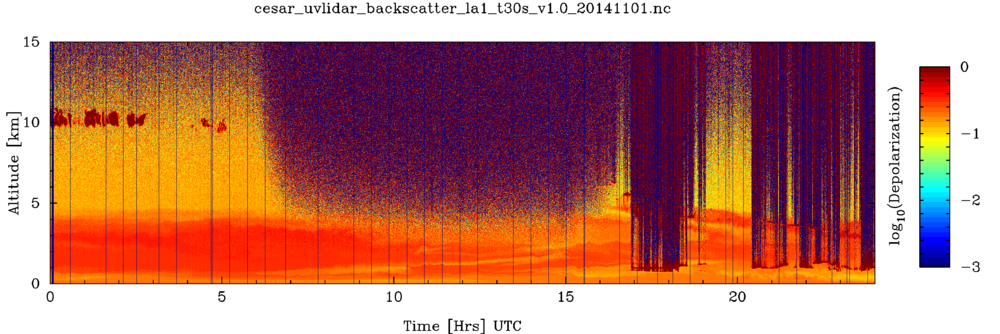 cesar_uvlidar_backscatter_la1_t30s_v1.0_20141101.nc
15
10
5
0
Altitude [km]
0 5 10 15 20
Time [Hrs] UTC
0
−1
−2
−3
log10(Depolarization)